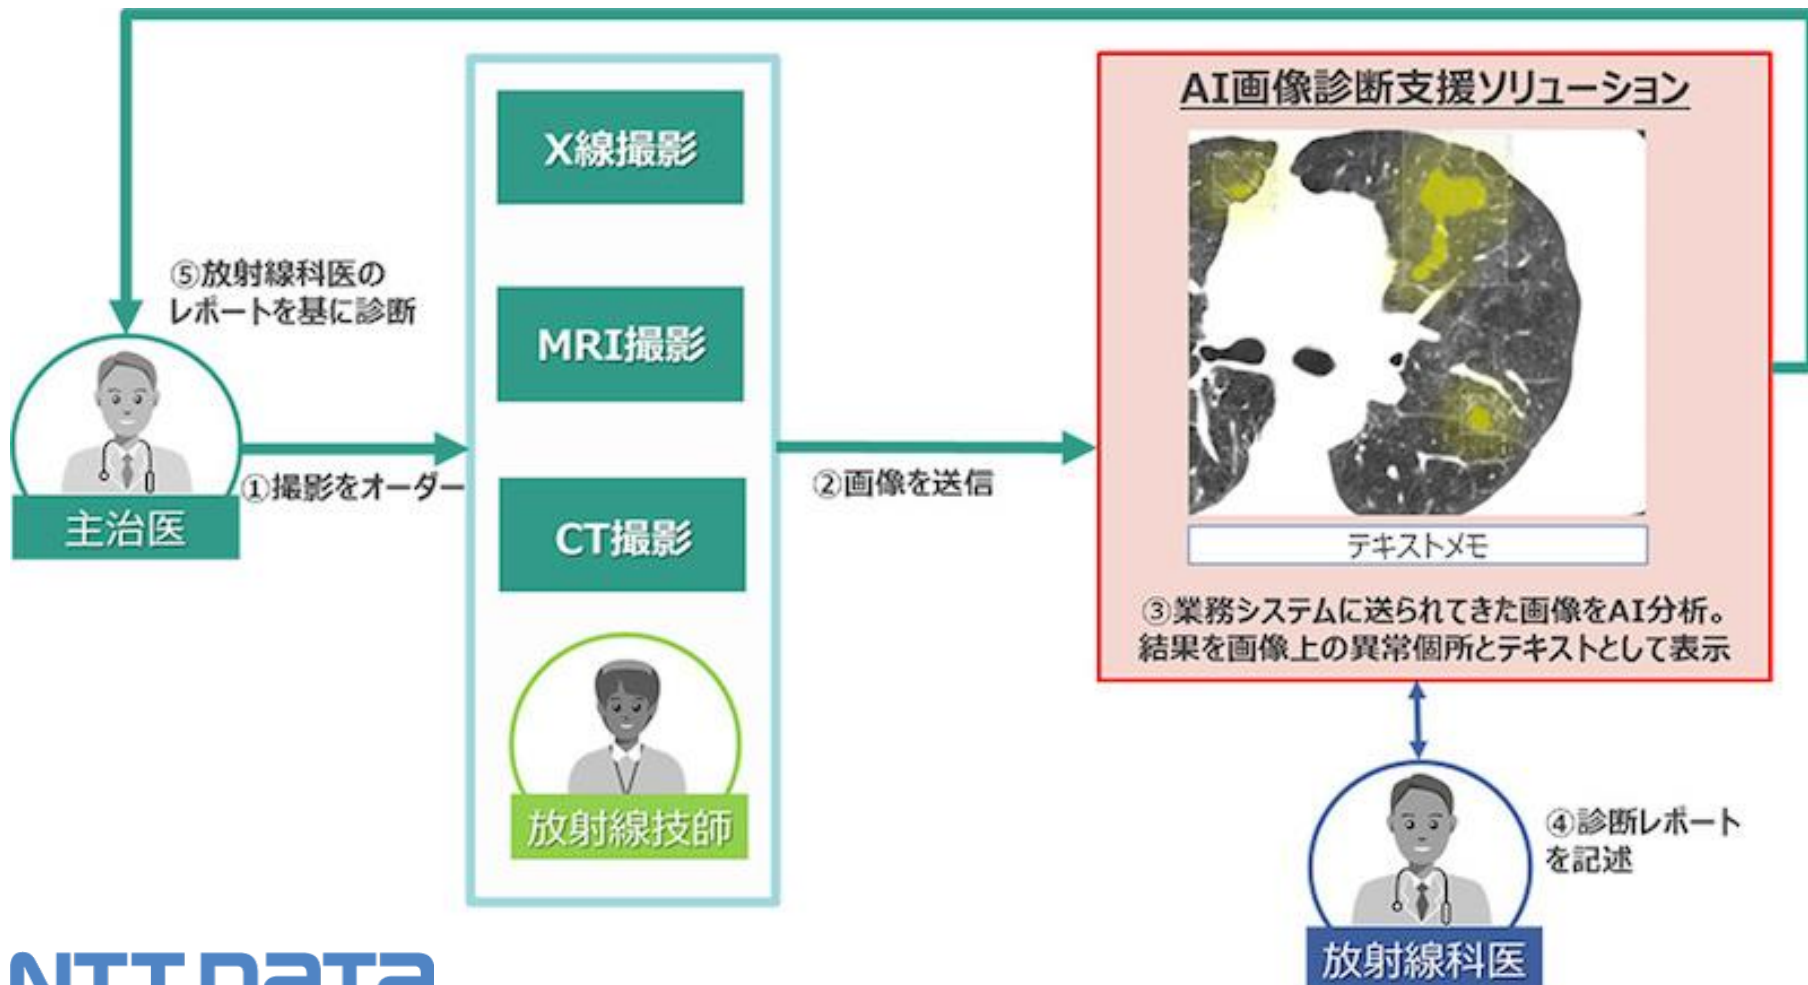 AI画像診断支援ソリューション
X線撮影
⑤放射線科医の
レポートを基に診断
MRI撮影
①撮影をオーダー
②画像を送信
主治医
CT撮影
テキストメモ
③業務システムに送られてきた画像をAI分析。
結果を画像上の異常個所とテキストとして表示
放射線技師
④診断レポート
を記述
放射線科医
NTT DATA